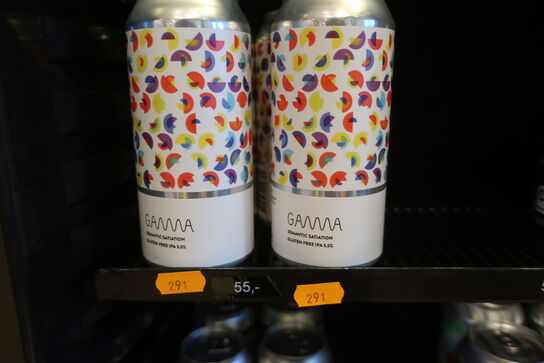 GAMMA
SEMANTIC SATIATION
GLUTEN FREE IPA 5.5%
GAMMA
SEMANTIC SATIATION
GLUTEN FREE IPA 5.5%
291
55,-
291